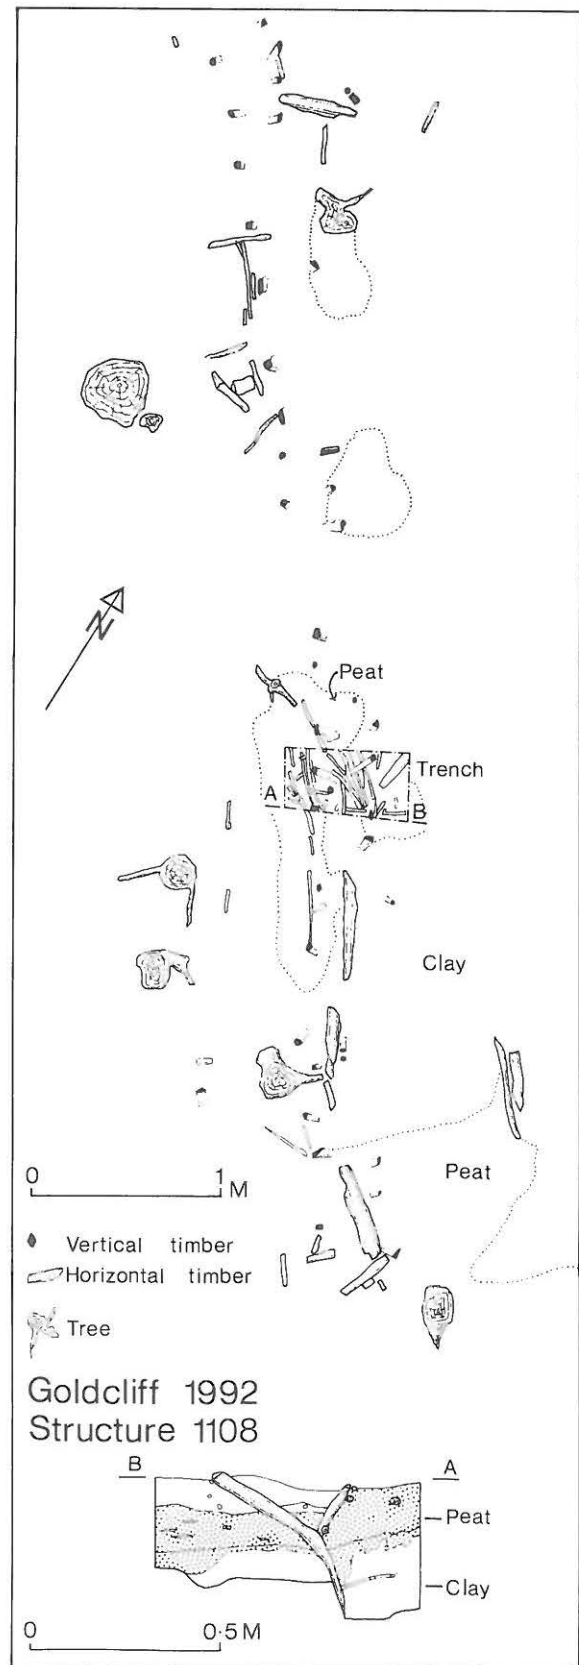 N
Peat
Trench
A
B
Clay
Peat
0 1 M
Vertical timber
Horizontal timber
Tree
Goldcliff 1992
Structure 1108
B A
Peat
Clay
0 0·5M